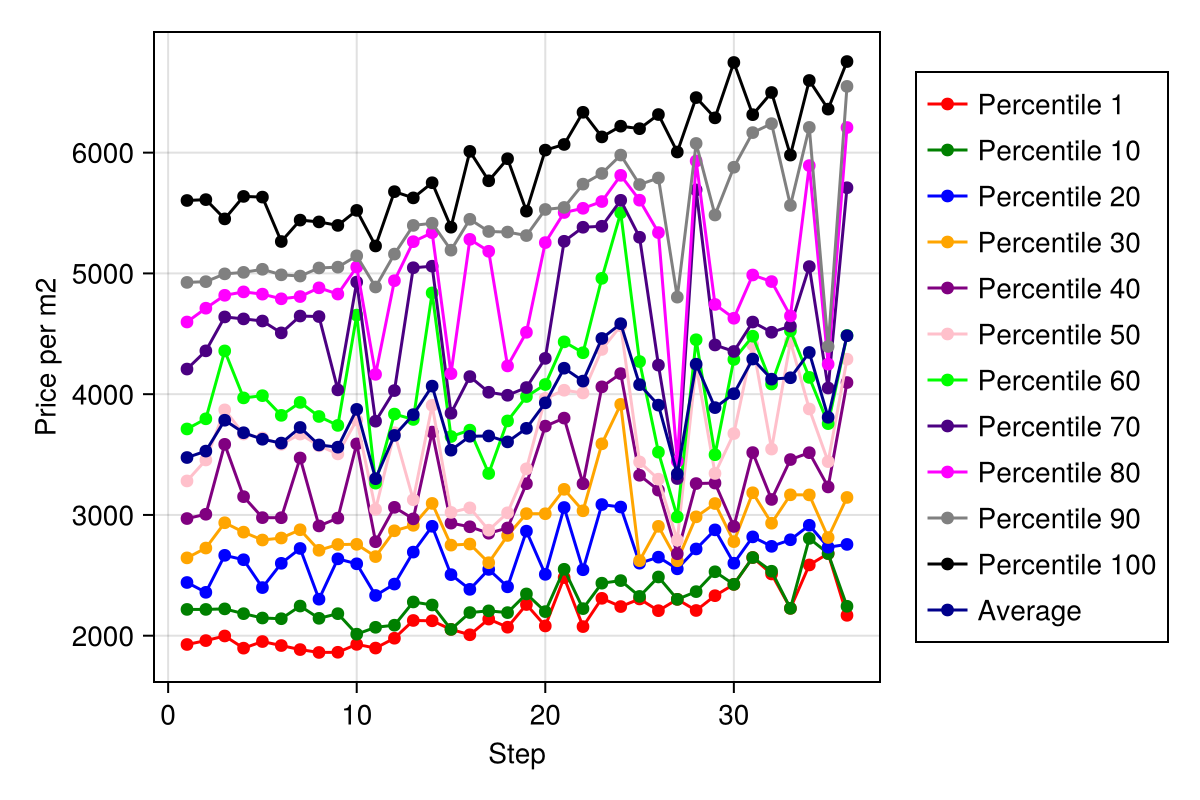 Price per m2
6000
5000
4000
3000
2000
0 10 20 30
Step
Percentile 1
Percentile 10
Percentile 20
Percentile 30
Percentile 40
Percentile 50
Percentile 60
Percentile 70
Percentile 80
Percentile 90
Percentile 100
Average